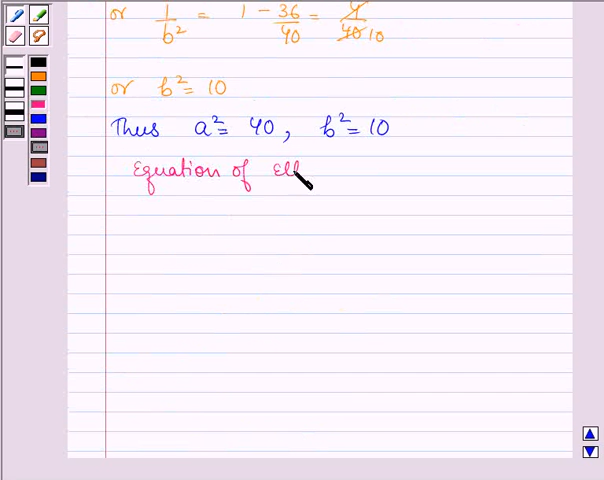 or 1/b² = 1 - 36/40 = 4/40 10
or b² = 10
Thus a² = 40, b² = 10
Equation of Ell